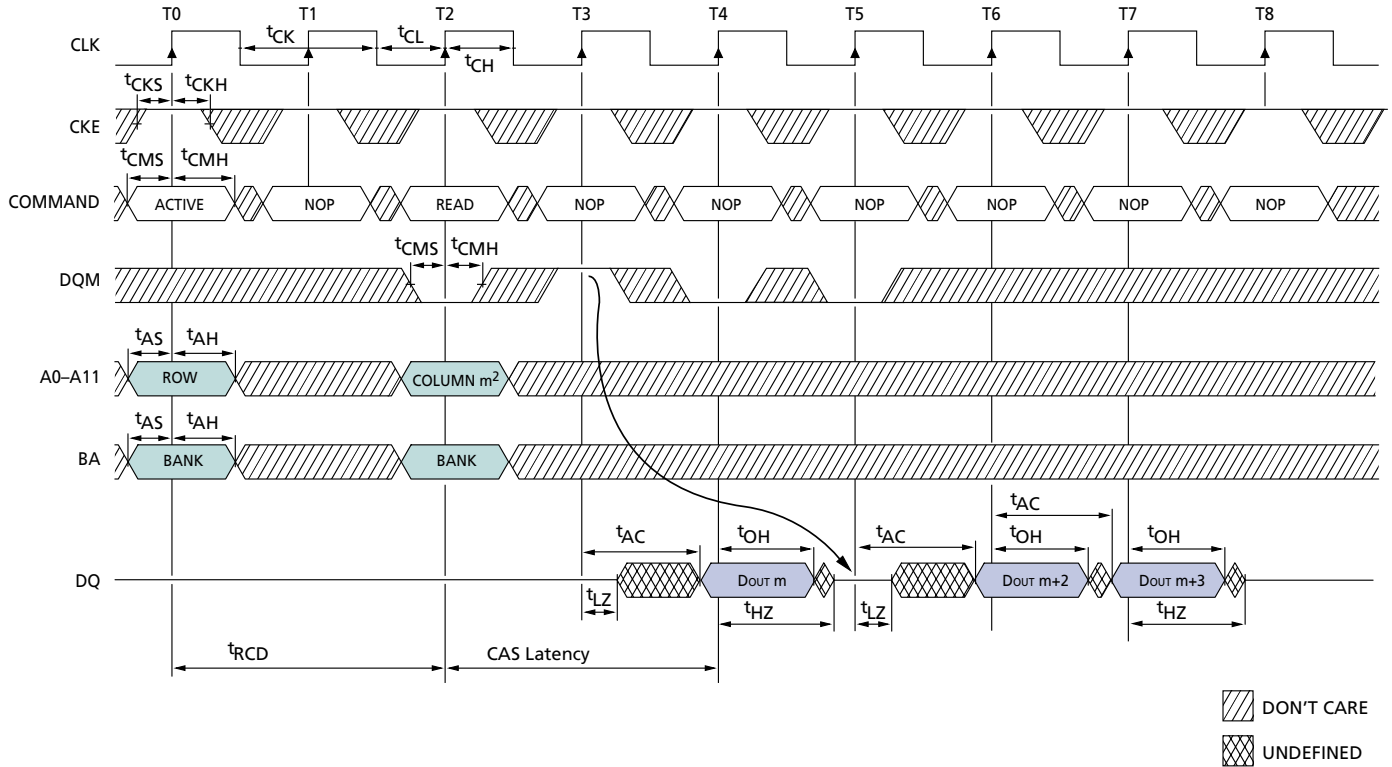 T0 T1 T2 T3 T4 T5 T6 T7 T8
CLK
tCK tCL
tCH
tCKS tCKH
CKE
tCMS tCMH
COMMAND ACTIVE NOP READ NOP NOP NOP NOP NOP NOP
tCMS tCMH
DQM
tAS tAH
A0–A11 ROW COLUMN m2
tAS tAH
BA BANK BANK
tAC
tAC tOH tAC tOH tOH
DQ DOUT m DOUT m+2 DOUT m+3
tLZ tHZ tLZ tHZ
tRCD CAS Latency
DON'T CARE
UNDEFINED